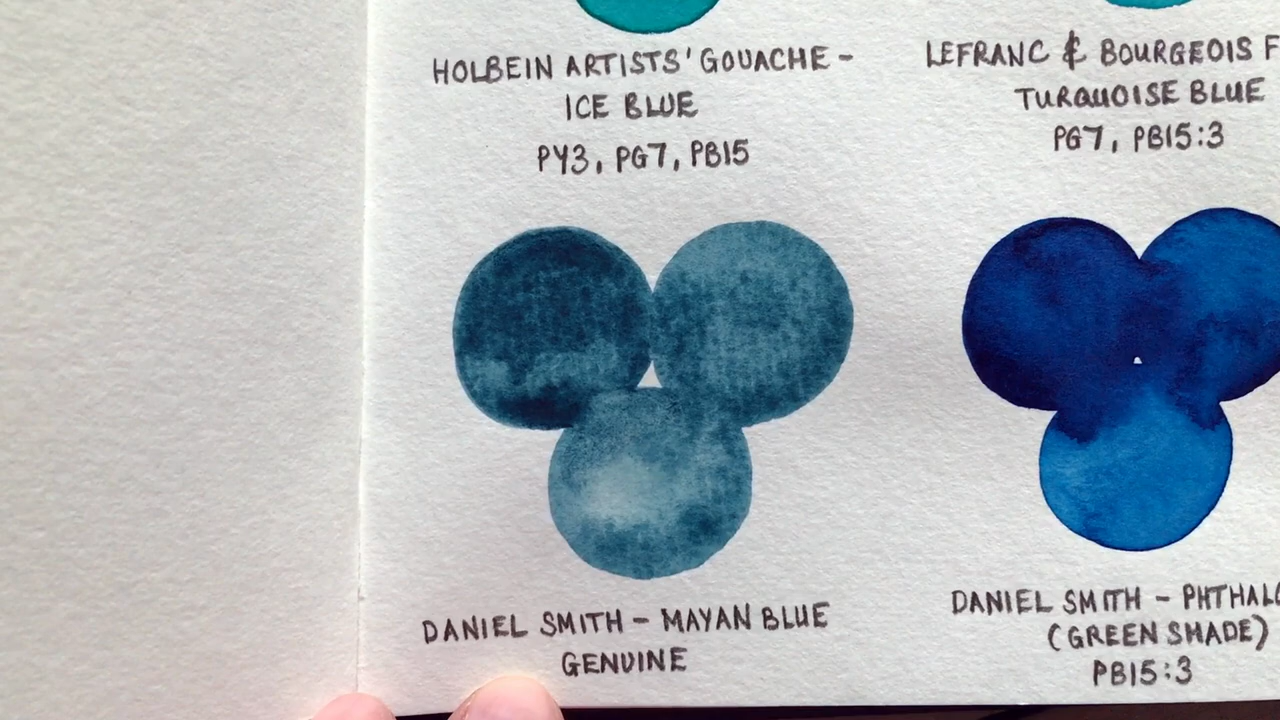 HOLBEIN ARTISTS' GOUACHE -
ICE BLUE
PY3, PG7, PB15
LEFRANC & BOURGEOIS F
TURQUOISE BLUE
PG7, PB15:3
DANIEL SMITH - MAYAN BLUE
GENUINE
DANIEL SMITH - PHTHALO
(GREEN SHADE)
PB15:3